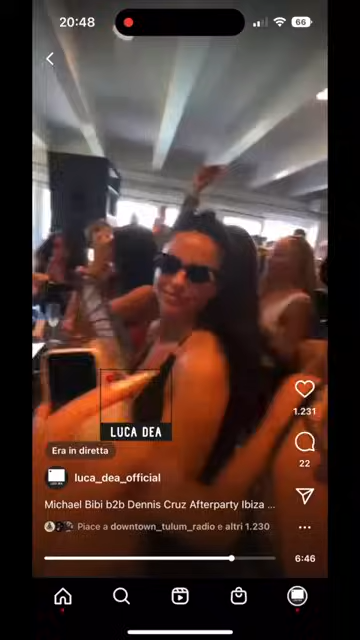 20:48
66
LUCA DEA
1.231
Era in diretta
22
luca_dea_official
Michael Bibi b2b Dennis Cruz Afterparty Ibiza ...
Piace a downtown_tulum_radio e altri 1.230
6:46